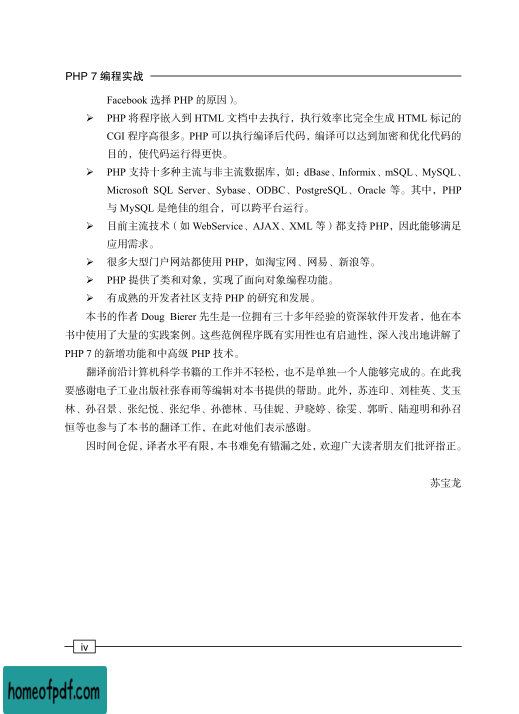 PHP 7 编程实战
Facebook 选择 PHP 的原因）。
➢ PHP 将程序嵌入到 HTML 文档中去执行，执行效率比完全生成 HTML 标记的
CGI 程序高很多。PHP 可以执行编译后代码，编译可以达到加密和优化代码的
目的，使代码运行得更快。
➢ PHP 支持十多种主流与非主流数据库，如：dBase、Informix、mSQL、MySQL、
Microsoft SQL Server、Sybase、ODBC、PostgreSQL、Oracle 等。其中，PHP
与 MySQL 是绝佳的组合，可以跨平台运行。
➢ 目前主流技术（如 WebService、AJAX、XML 等）都支持 PHP，因此能够满足
应用需求。
➢ 很多大型门户网站都使用 PHP，如淘宝网、网易、新浪等。
➢ PHP 提供了类和对象，实现了面向对象编程功能。
➢ 有成熟的开发者社区支持 PHP 的研究和发展。
本书的作者 Doug Bierer 先生是一位拥有三十多年经验的资深软件开发者，他在本
书中使用了大量的实践案例。这些范例程序既有实用性也有启迪性，深入浅出地讲解了
PHP 7 的新增功能和中高级 PHP 技术。
翻译前沿计算机科学书籍的工作并不轻松，也不是单独一个人能够完成的。在此我
要感谢电子工业出版社张春雨等编辑对本书提供的帮助。此外，苏连印、刘桂英、艾玉
林、孙召景、张纪悦、张纪华、孙德林、马佳妮、尹晓婷、徐雯、郭昕、陆迎明和孙召
恒等也参与了本书的翻译工作，在此对他们表示感谢。
因时间仓促，译者水平有限，本书难免有错漏之处，欢迎广大读者朋友们批评指正。
苏宝龙
iv
homeofpdf.com